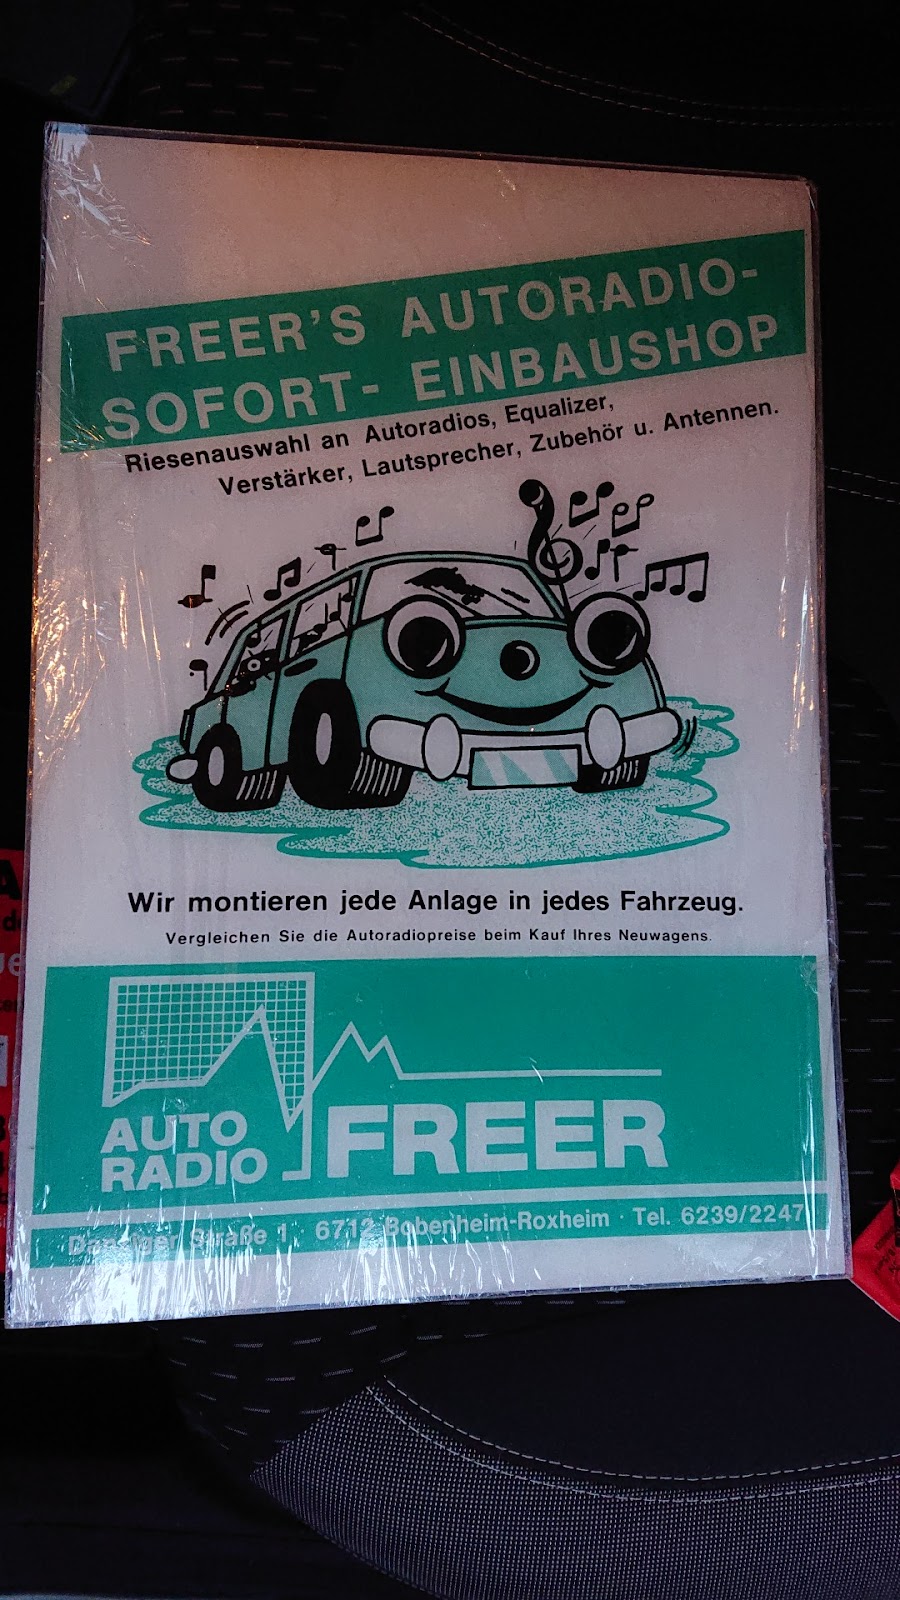 FREER'S AUTORADIO-
SOFORT- EINBAUSHOP
Riesenauswahl an Autoradios, Equalizer,
Verstärker, Lautsprecher, Zubehör u. Antennen.
Wir montieren jede Anlage in jedes Fahrzeug.
Vergleichen Sie die Autoradiopreise beim Kauf Ihres Neuwagens.
AUTO
RADIO
FREER
Danziger Straße 1 · 6712 Bobenheim-Roxheim · Tel. 6239/2247